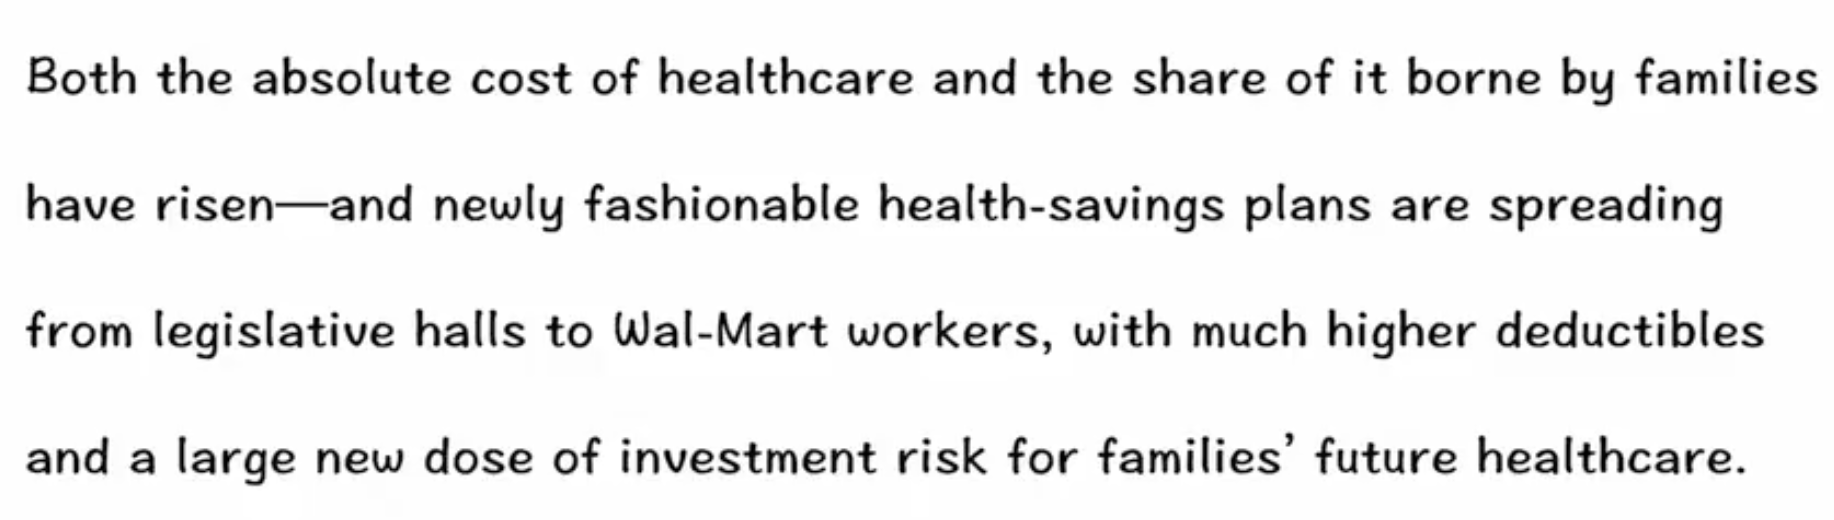 Both the absolute cost of healthcare and the share of it borne by families
have risen—and newly fashionable health-savings plans are spreading
from legislative halls to Wal-Mart workers, with much higher deductibles
and a large new dose of investment risk for families’ future healthcare.